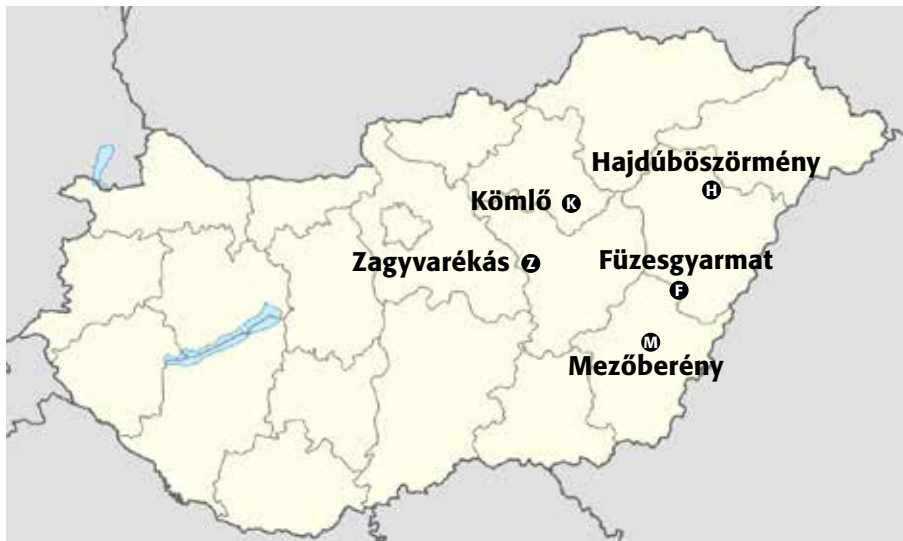 Hajdúböszörmény
H
Kömlő K
Zagyvarékás Z
Füzesgyarmat
F
M
Mezőberény